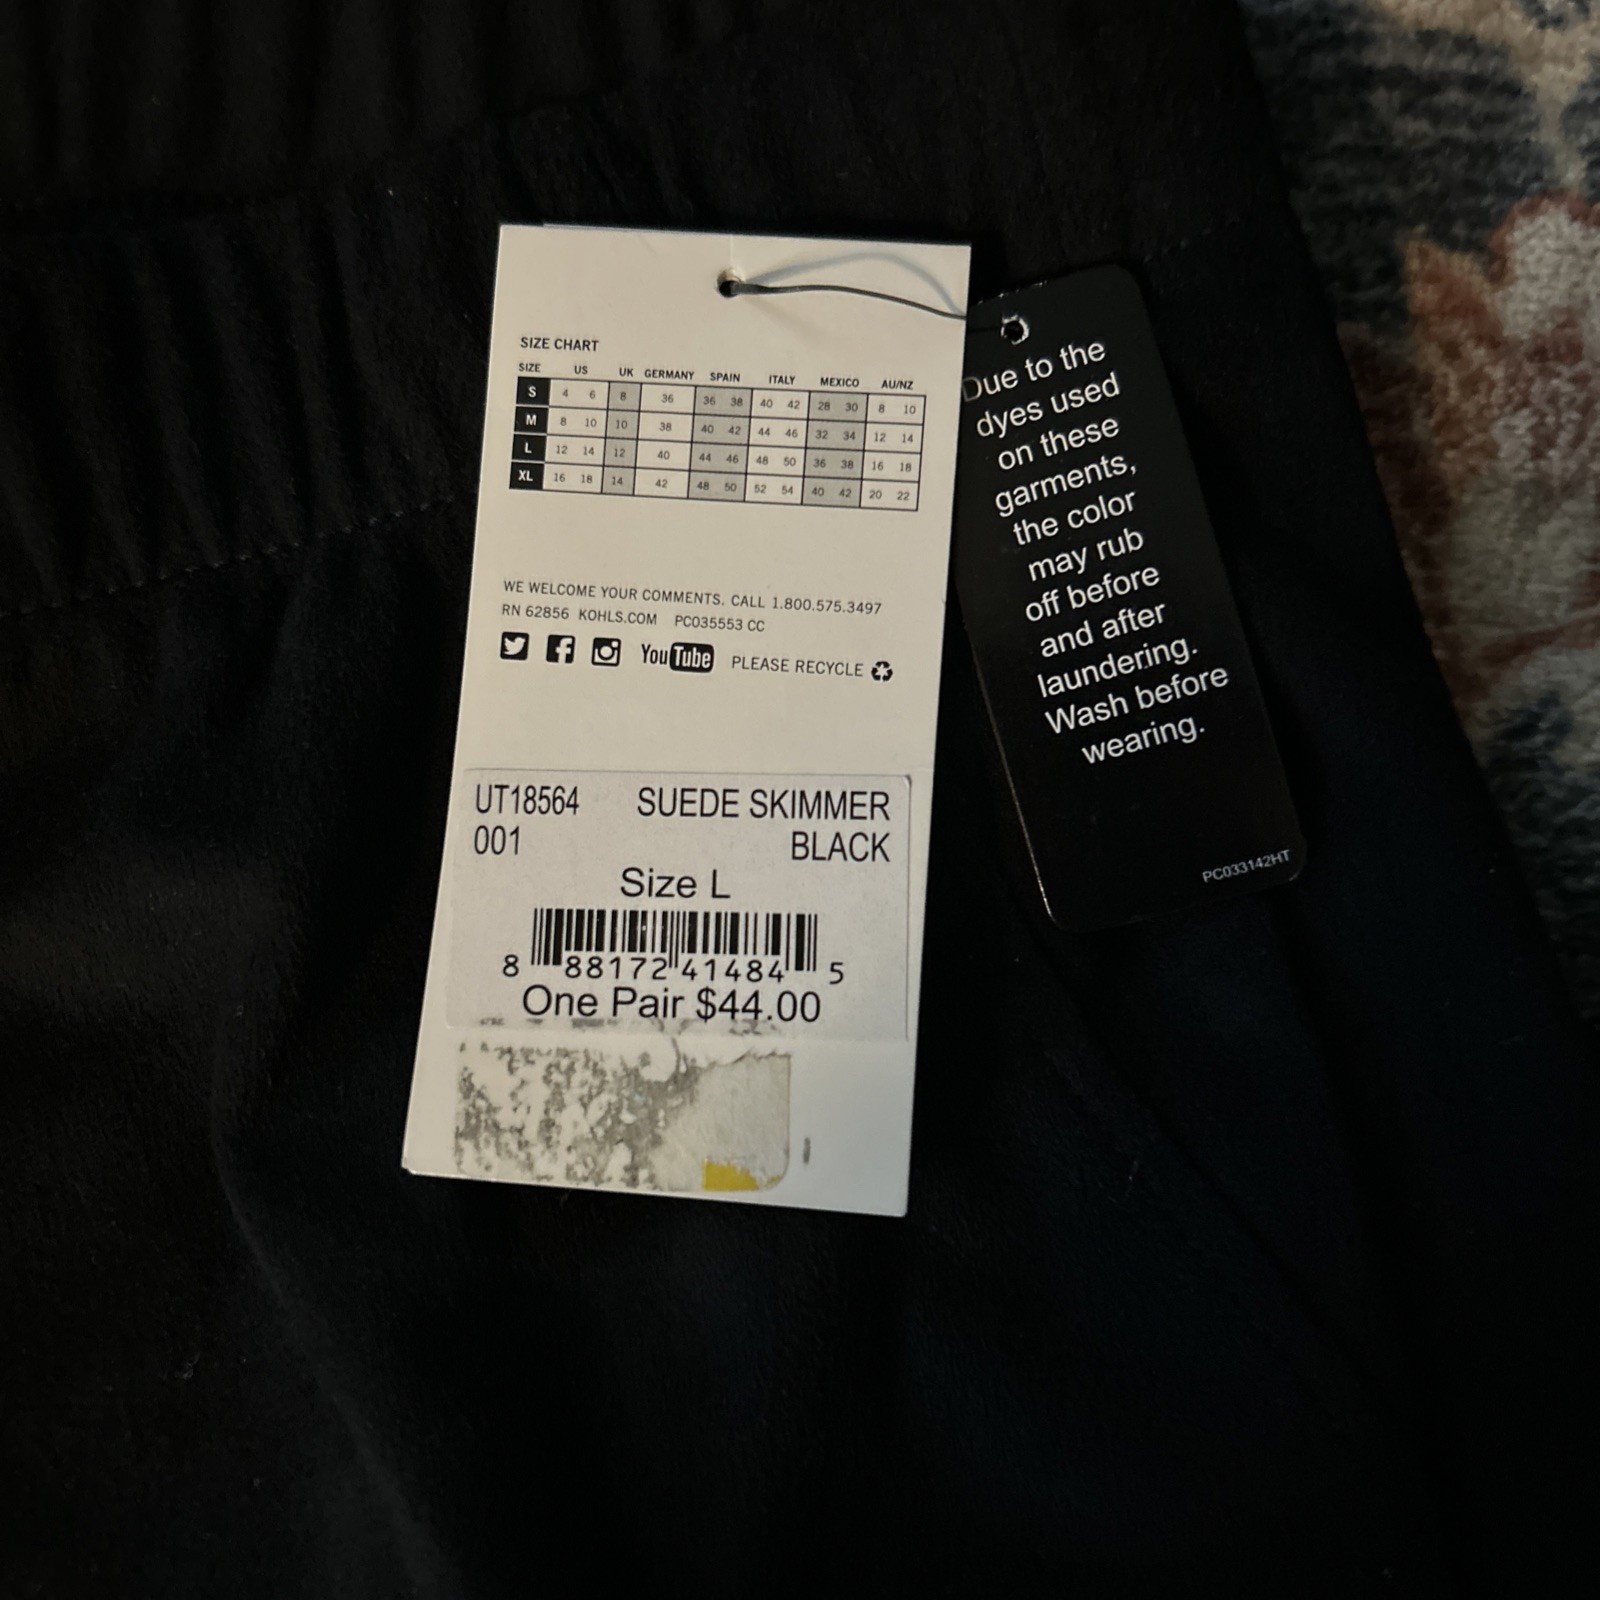 SIZE CHART
SIZE US UK GERMANY SPAIN ITALY MEXICO AU/NZ
S 4 6 8 36 36 38 40 42 28 30 8 10
M 8 10 10 38 40 42 44 46 32 34 12 14
L 12 14 12 40 44 46 48 50 36 38 16 18
XL 16 18 14 42 48 50 52 54 40 42 20 22
WE WELCOME YOUR COMMENTS. CALL 1.800.575.3497
RN 62856 KOHLS.COM PC035553 CC
YouTube PLEASE RECYCLE
UT18564 SUEDE SKIMMER
001 BLACK
Size L
8 88172 41484 5
One Pair $44.00
Due to the
dyes used
on these
garments,
the color
may rub
off before
and after
laundering.
Wash before
wearing.
PC033142HT